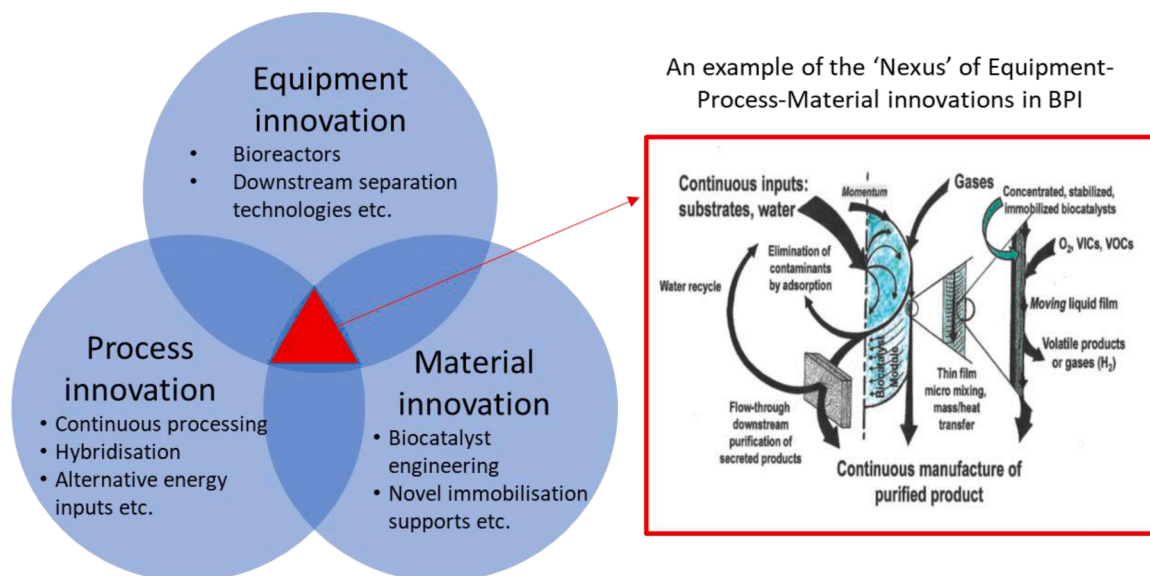 Equipment
innovation
• Bioreactors
• Downstream separation
technologies etc.
Process
innovation
• Continuous processing
• Hybridisation
• Alternative energy
inputs etc.
Material
innovation
• Biocatalyst
engineering
• Novel immobilisation
supports etc.
An example of the ‘Nexus’ of Equipment-
Process-Material innovations in BPI
Continuous inputs:
substrates, water
Momentum
Gases
Concentrated, stabilized,
immobilized biocatalysts
O₂, VICs, VOCs
Elimination of
contaminants
by adsorption
Water recycle
Moving liquid film
Biocatalyst
Module
Volatile products
or gases (H₂)
Thin film
micro mixing,
mass/heat
transfer
Flow-through
downstream
purification of
secreted products
Continuous manufacture of
purified product